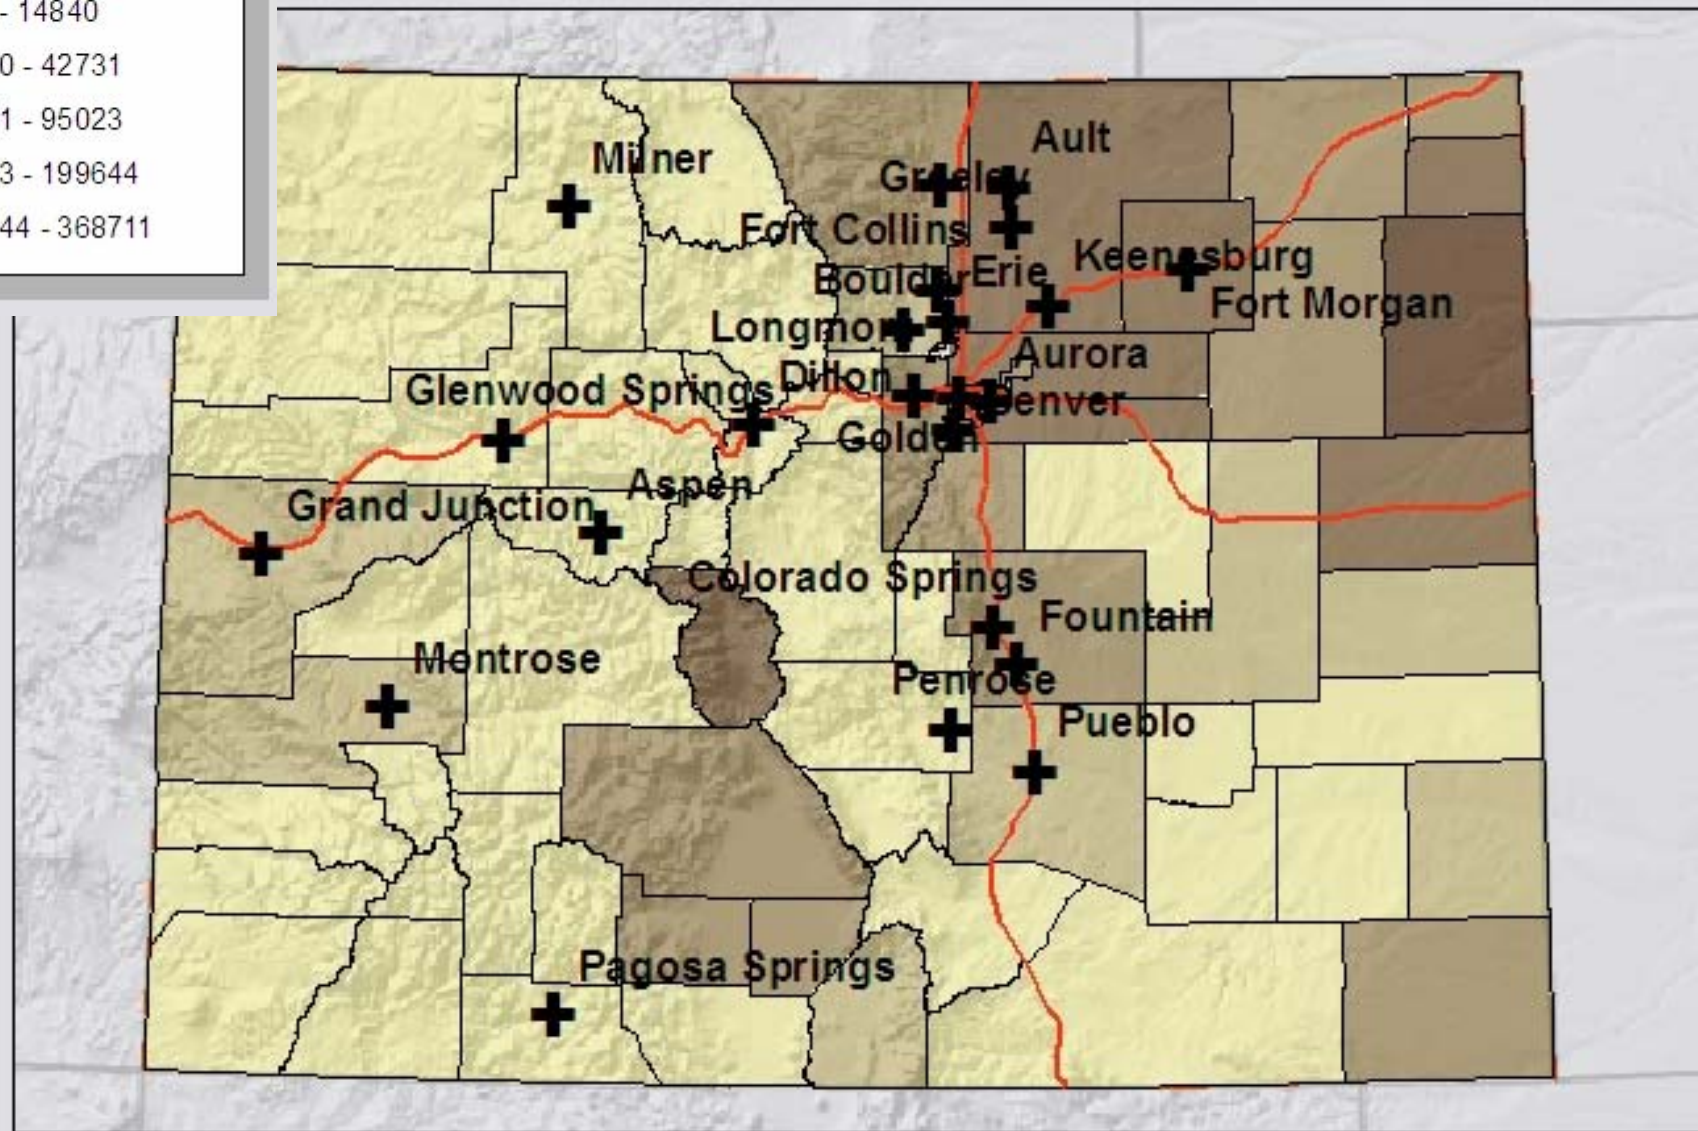 - 14840
0 - 42731
1 - 95023
3 - 199644
44 - 368711
Ault
Milner
Greeley
Fort Collins
Keenesburg
Boulder
Erie
Fort Morgan
Longmont
Aurora
Dillon
Glenwood Springs
Denver
Golden
Aspen
Grand Junction
Colorado Springs
Fountain
Montrose
Penrose
Pueblo
Pagosa Springs